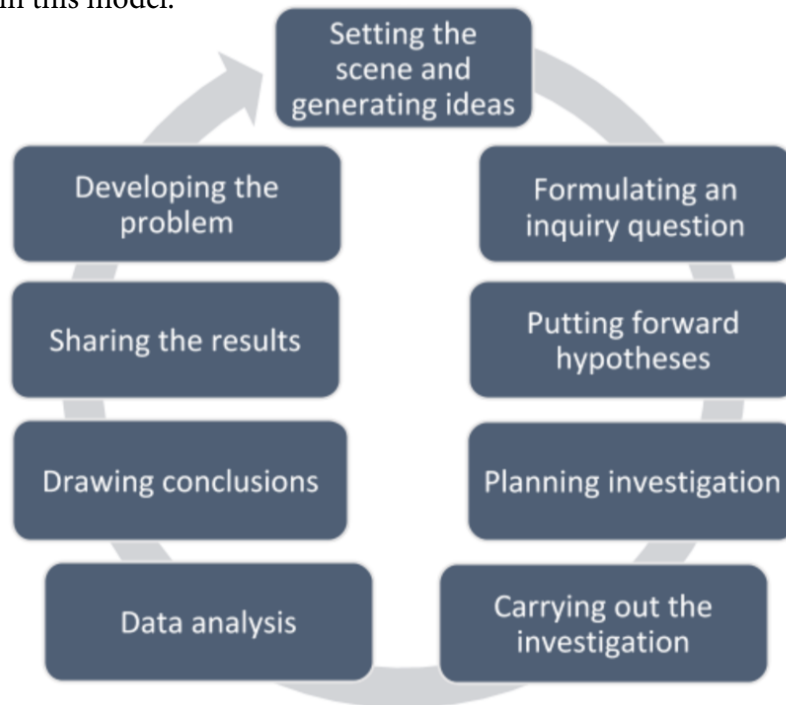 in this model.
Setting the
scene and
generating ideas
Formulating an
inquiry question
Putting forward
hypotheses
Planning investigation
Carrying out the
investigation
Data analysis
Drawing conclusions
Sharing the results
Developing the
problem